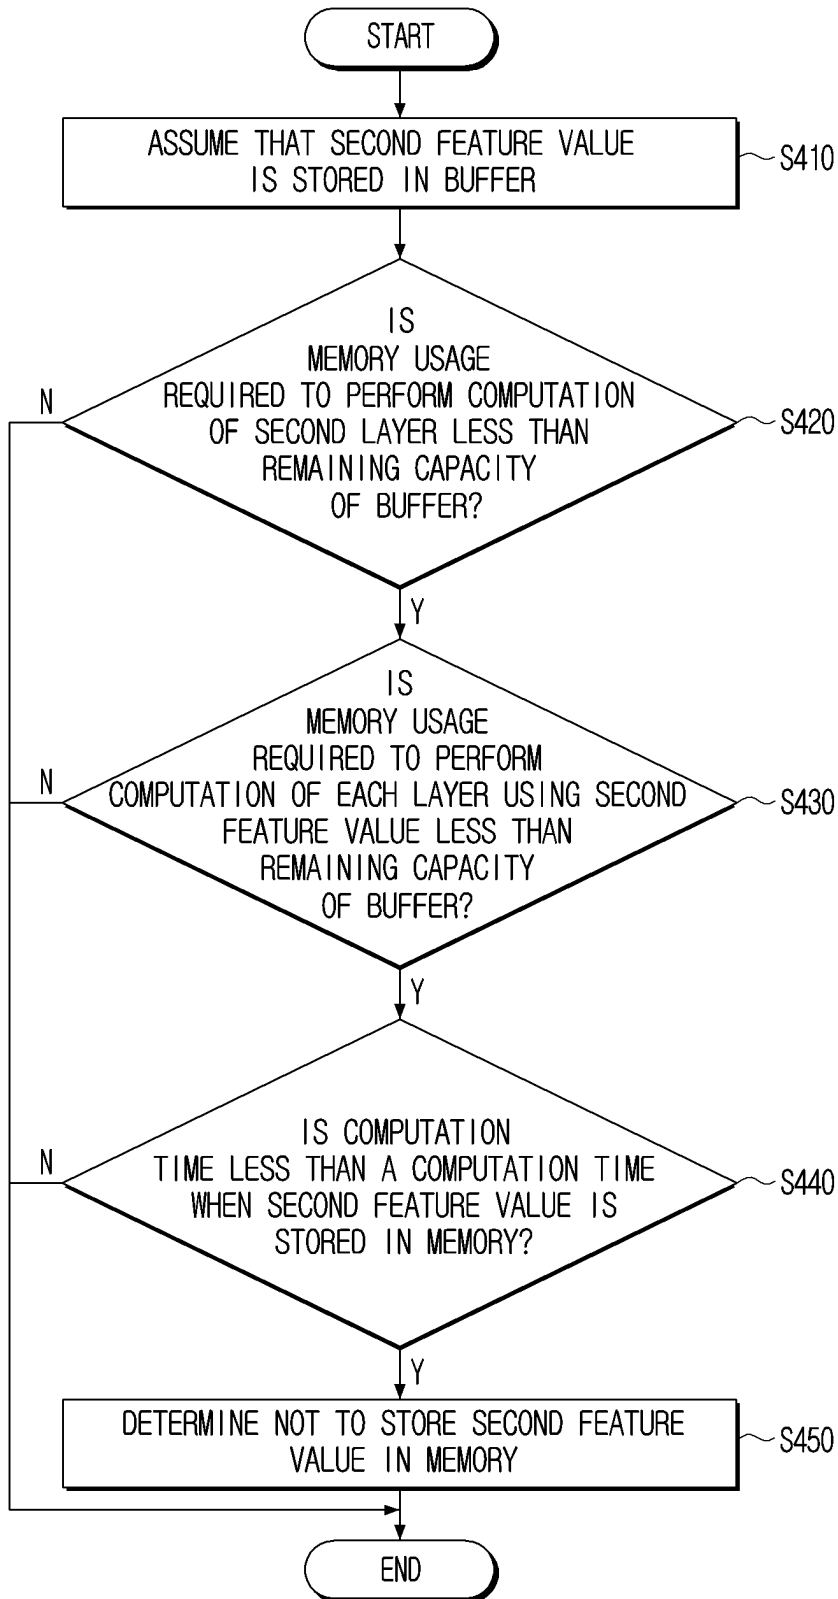 START
ASSUME THAT SECOND FEATURE VALUE
IS STORED IN BUFFER
S410
IS
MEMORY USAGE
REQUIRED TO PERFORM COMPUTATION
OF SECOND LAYER LESS THAN
REMAINING CAPACITY
OF BUFFER?
N
S420
Y
IS
MEMORY USAGE
REQUIRED TO PERFORM
COMPUTATION OF EACH LAYER USING SECOND
FEATURE VALUE LESS THAN
REMAINING CAPACITY
OF BUFFER?
N
S430
Y
IS COMPUTATION
TIME LESS THAN A COMPUTATION TIME
WHEN SECOND FEATURE VALUE IS
STORED IN MEMORY?
N
S440
Y
DETERMINE NOT TO STORE SECOND FEATURE
VALUE IN MEMORY
S450
END